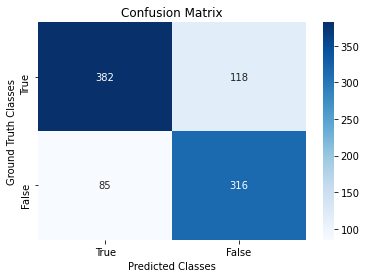 Confusion Matrix
Ground Truth Classes
True
False
382 118
85 316
True False
Predicted Classes
350
300
250
200
150
100